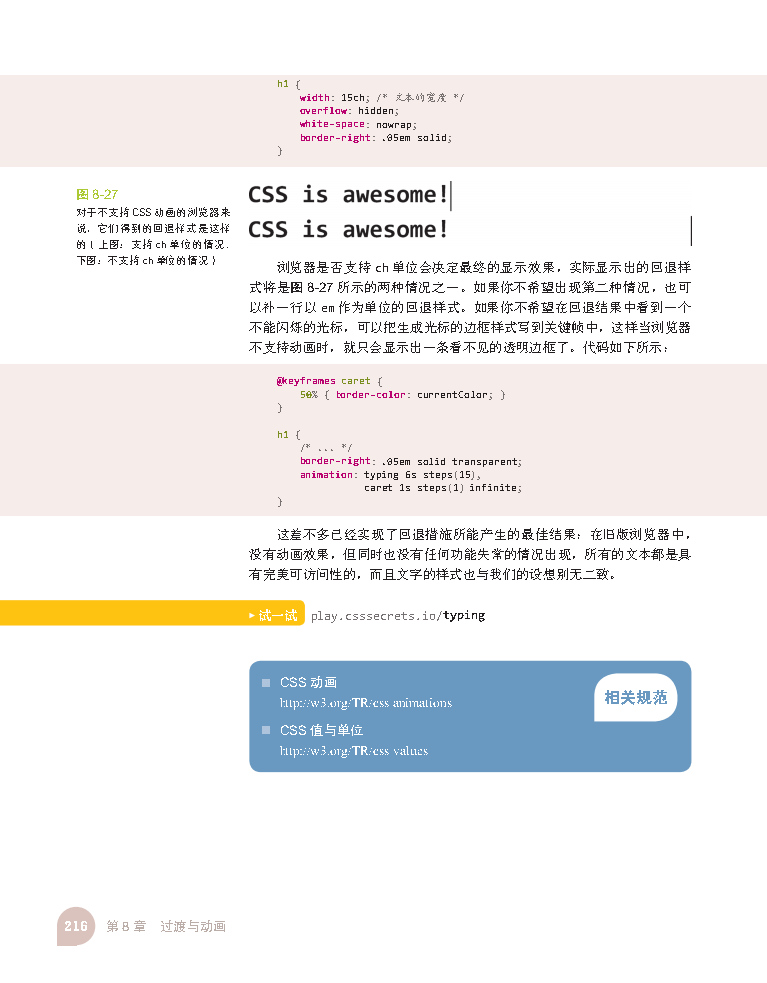 h1 {
width: 15ch; /* 文本的宽度 */
overflow: hidden;
white-space: nowrap;
border-right: .05em solid;
}
图 8-27
对于不支持 CSS 动画的浏览器来
说，它们得到的回退样式是这样
的（上图：支持 ch 单位的情况，
下图：不支持 ch 单位的情况）
CSS is awesome!
CSS is awesome!
浏览器是否支持 ch 单位会决定最终的显示效果，实际显示出的回退样
式将是图 8-27 所示的两种情况之一。如果你不希望出现第二种情况，也可
以补一行以 em 作为单位的回退样式。如果你不希望在回退结果中看到一个
不能闪烁的光标，可以把生成光标的边框样式写到关键帧中，这样当浏览器
不支持动画时，就只会显示出一条看不见的透明边框了。代码如下所示：
@keyframes caret {
50% { border-color: currentColor; }
}
h1 {
/* ... */
border-right: .05em solid transparent;
animation: typing 6s steps(15),
caret 1s steps(1) infinite;
}
这差不多已经实现了回退措施所能产生的最佳结果：在旧版浏览器中，
没有动画效果，但同时也没有任何功能失常的情况出现，所有的文本都是具
有完美可访问性的，而且文字的样式也与我们的设想别无二致。
▶ 试一试 play.csssecrets.io/typing
相关规范
■ CSS 动画
http://w3.org/TR/css-animations
■ CSS 值与单位
http://w3.org/TR/css-values
216 第 8 章 过渡与动画